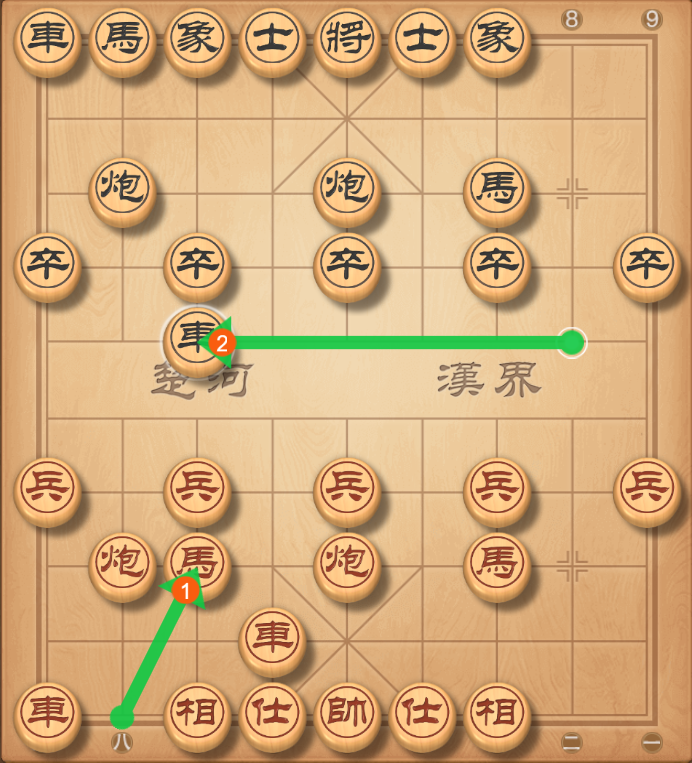 車馬象士將士象 8 9
炮炮馬
卒卒卒卒卒
車 2
楚河 漢界
兵兵兵兵兵
炮馬炮馬
1
車
車相仕帥仕相
八 二 一